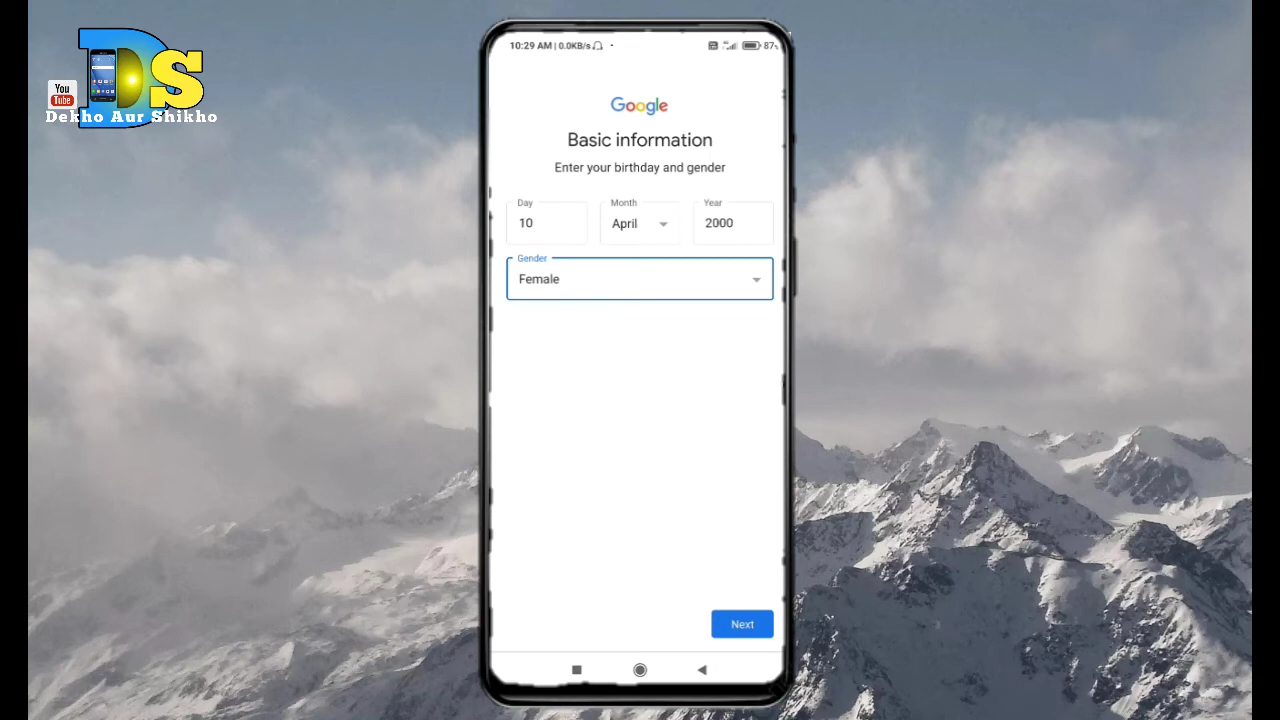 DS
You
Tube
Dekho Aur Shikho
10:29 AM | 0.0KB/s
87
Google
Basic information
Enter your birthday and gender
Day
Month
Year
10
April
2000
Gender
Female
Next